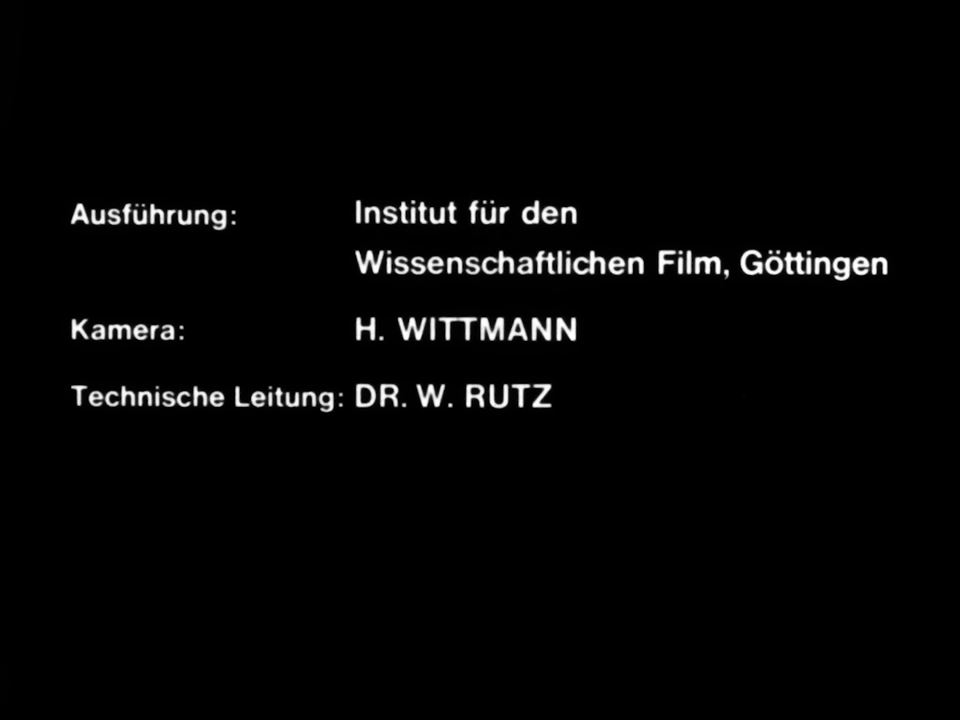 Ausführung: Institut für den
Wissenschaftlichen Film, Göttingen
Kamera: H. WITTMANN
Technische Leitung: DR. W. RUTZ